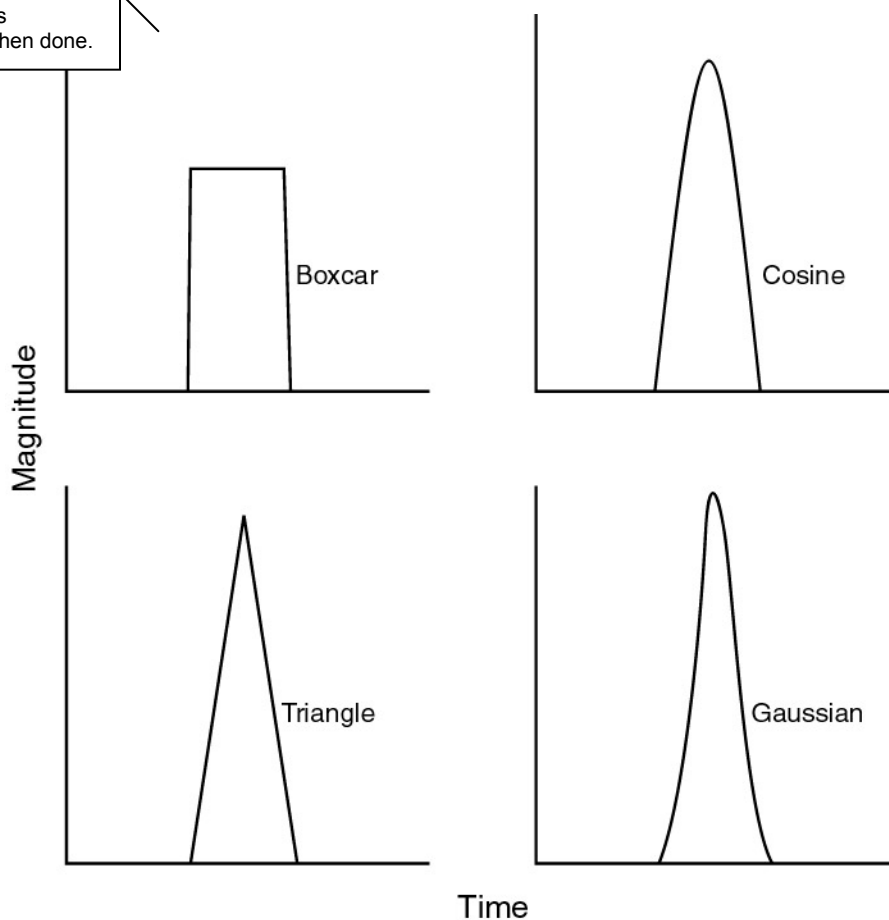 hen done.
Boxcar
Cosine
Magnitude
Triangle
Gaussian
Time